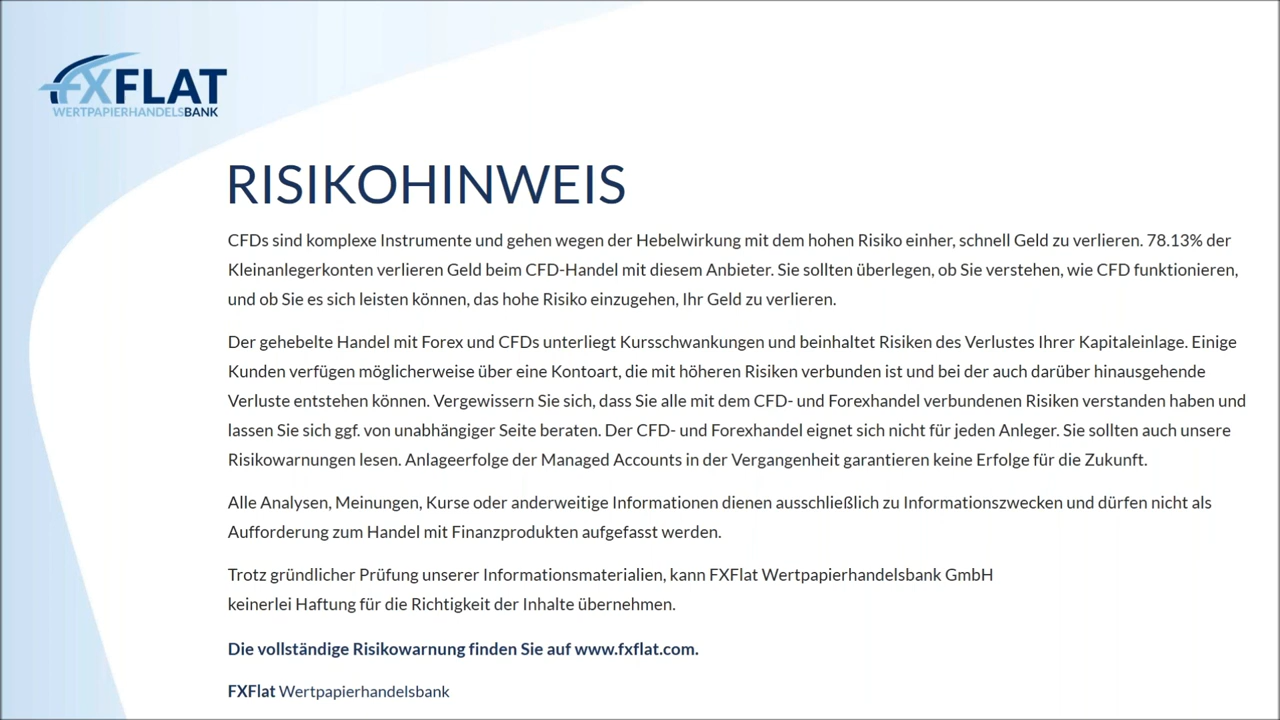 FXFLAT
WERTPAPIERHANDELSBANK
RISIKOHINWEIS
CFDs sind komplexe Instrumente und gehen wegen der Hebelwirkung mit dem hohen Risiko einher, schnell Geld zu verlieren. 78.13% der
Kleinanlegerkonten verlieren Geld beim CFD-Handel mit diesem Anbieter. Sie sollten überlegen, ob Sie verstehen, wie CFD funktionieren,
und ob Sie es sich leisten können, das hohe Risiko einzugehen, Ihr Geld zu verlieren.
Der gehebelte Handel mit Forex und CFDs unterliegt Kursschwankungen und beinhaltet Risiken des Verlustes Ihrer Kapitaleinlage. Einige
Kunden verfügen möglicherweise über eine Kontoart, die mit höheren Risiken verbunden ist und bei der auch darüber hinausgehende
Verluste entstehen können. Vergewissern Sie sich, dass Sie alle mit dem CFD- und Forexhandel verbundenen Risiken verstanden haben und
lassen Sie sich ggf. von unabhängiger Seite beraten. Der CFD- und Forexhandel eignet sich nicht für jeden Anleger. Sie sollten auch unsere
Risikowarnungen lesen. Anlageerfolge der Managed Accounts in der Vergangenheit garantieren keine Erfolge für die Zukunft.
Alle Analysen, Meinungen, Kurse oder anderweitige Informationen dienen ausschließlich zu Informationszwecken und dürfen nicht als
Aufforderung zum Handel mit Finanzprodukten aufgefasst werden.
Trotz gründlicher Prüfung unserer Informationsmaterialien, kann FXFlat Wertpapierhandelsbank GmbH
keinerlei Haftung für die Richtigkeit der Inhalte übernehmen.
Die vollständige Risikowarnung finden Sie auf www.fxflat.com.
FXFlat Wertpapierhandelsbank